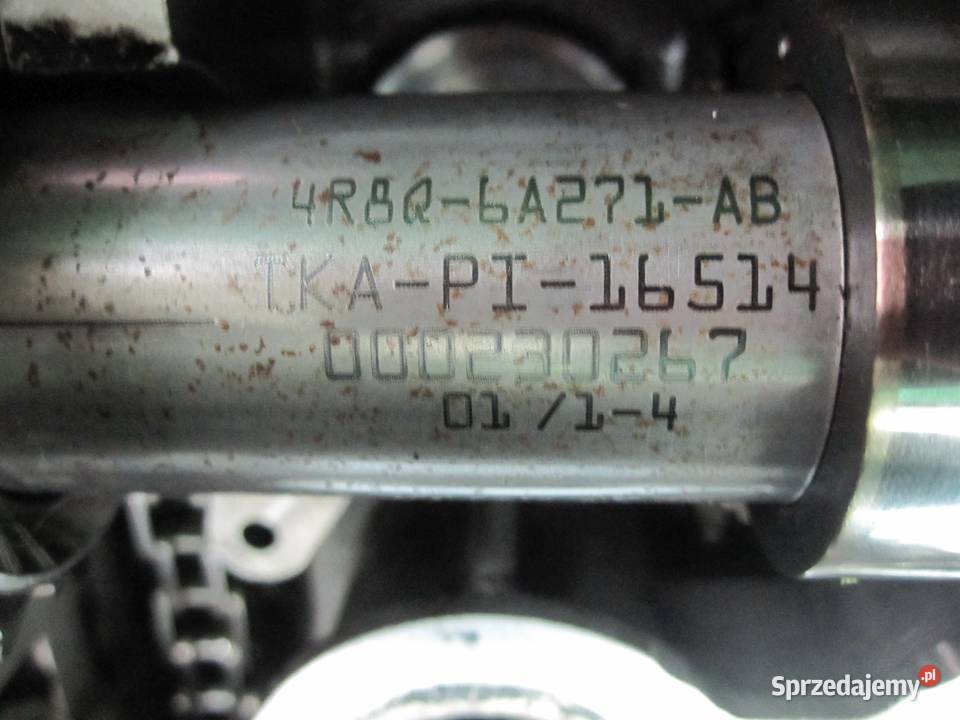 4R8Q-6A271-AB
TKA-PI-16514
000230267
01/1-4
Sprzedajemy.pl